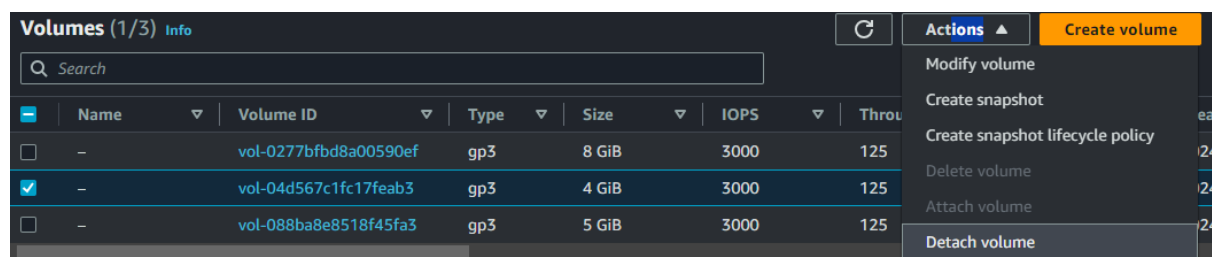 Volumes (1/3) Info
Actions
Create volume
Search
Modify volume
Create snapshot
Create snapshot lifecycle policy
Delete volume
Attach volume
Detach volume
Name Volume ID Type Size IOPS Throu
– vol-0277bfbd8a00590ef gp3 8 GiB 3000 125
– vol-04d567c1fc17feab3 gp3 4 GiB 3000 125
– vol-088ba8e8518f45fa3 gp3 5 GiB 3000 125